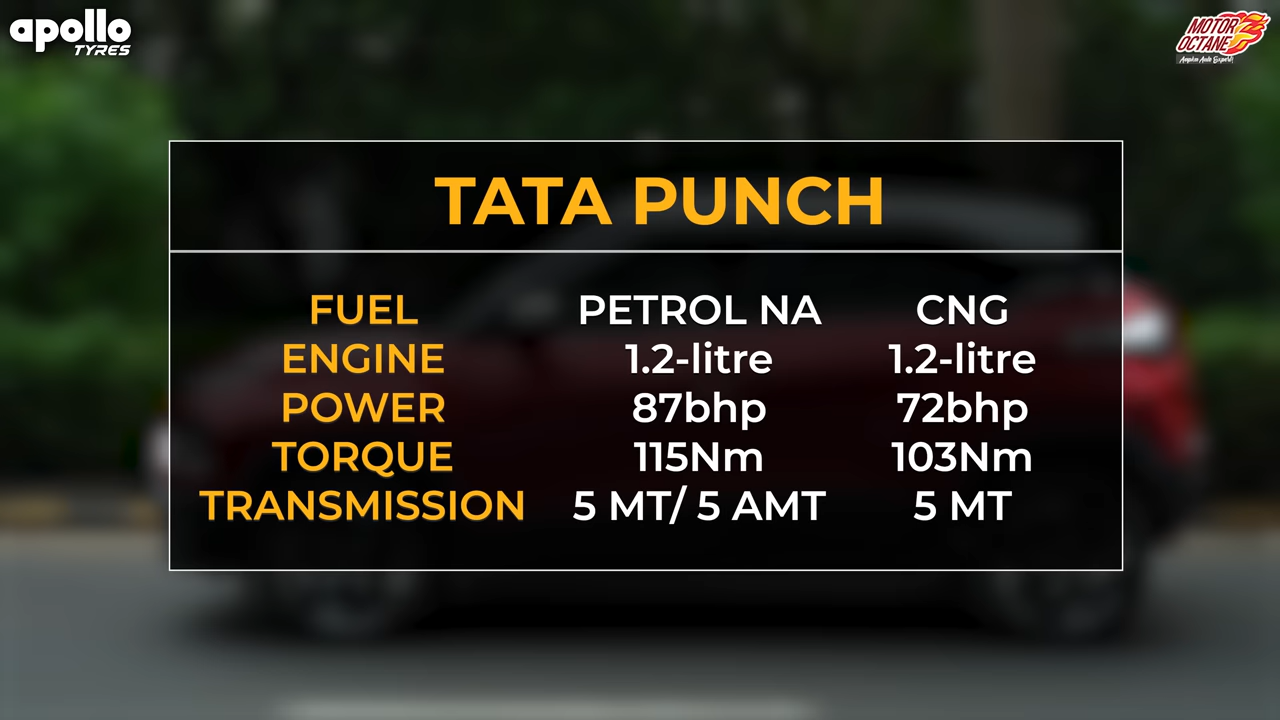 apollo
TYRES
MOTOR
OCTANE
TATA PUNCH
FUEL PETROL NA CNG
ENGINE 1.2-litre 1.2-litre
POWER 87bhp 72bhp
TORQUE 115Nm 103Nm
TRANSMISSION 5 MT/ 5 AMT 5 MT